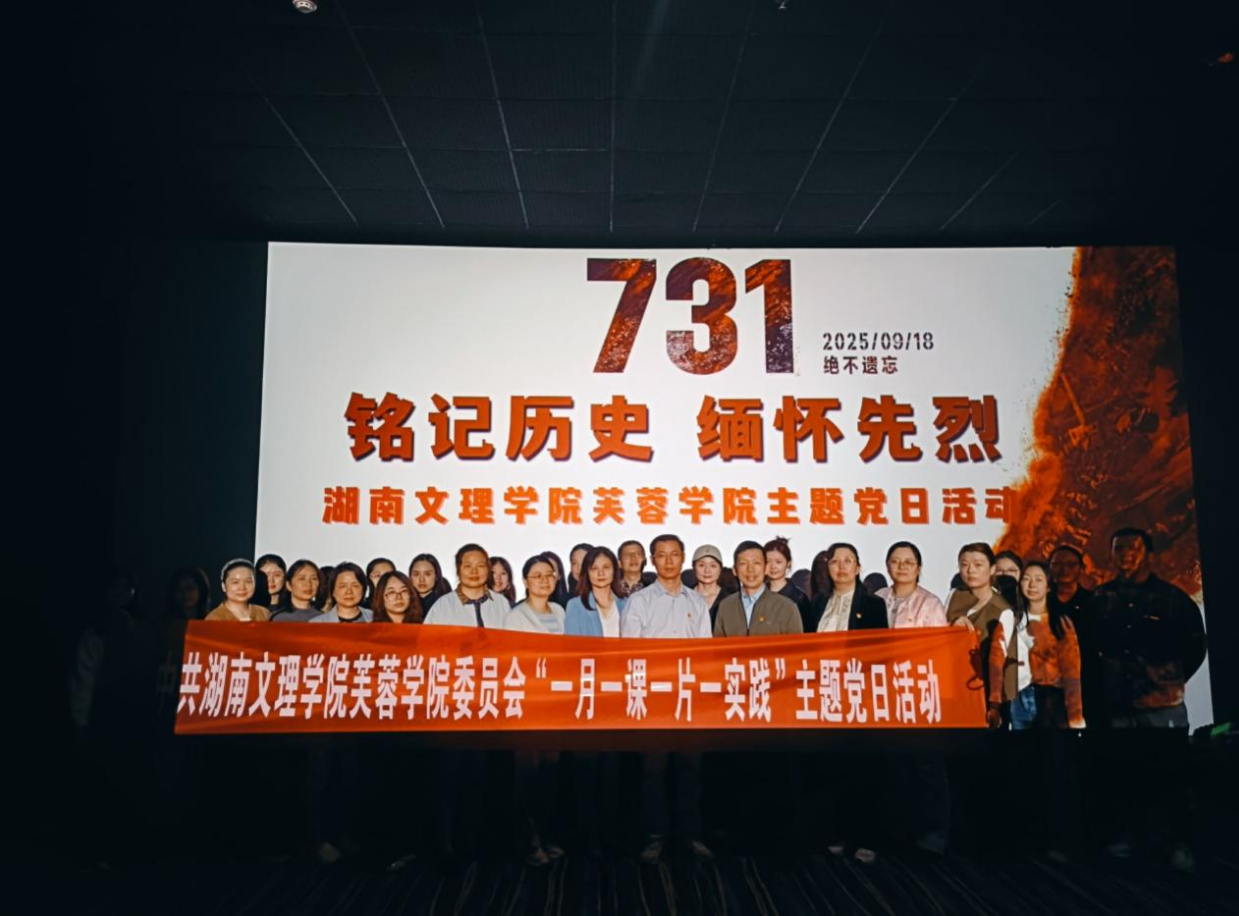 731
2025/09/18
绝不遗忘
铭记历史 缅怀先烈
湖南文理学院芙蓉学院主题党日活动
中共湖南文理学院芙蓉学院委员会“一月一课一片一实践”主题党日活动